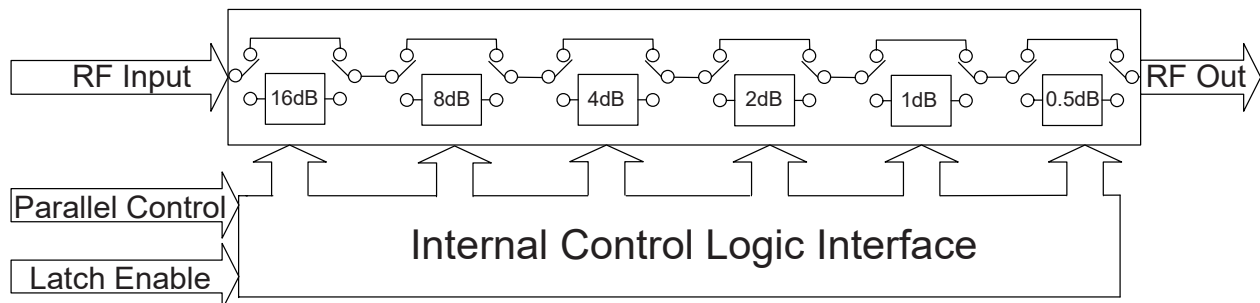 RF Input
16dB
8dB
4dB
2dB
1dB
0.5dB
RF Out
Parallel Control
Internal Control Logic Interface
Latch Enable